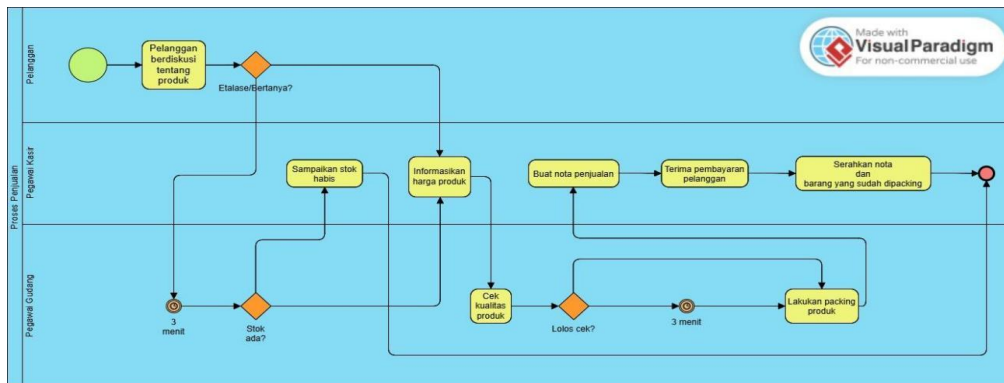 Made with
Visual Paradigm
For non-commercial use
Proses Penjualan
Pelanggan
Pelanggan
berdiskusi
tentang
produk
Etalase/Bertanya?
Pegawai Kasir
Sampaikan stok
habis
Informasikan
harga produk
Buat nota penjualan
Terima pembayaran
pelanggan
Serahkan nota
dan
barang yang sudah dipacking
Pegawai Gudang
3
menit
Stok
ada?
Cek
kualitas
produk
Lolos cek?
3 menit
Lakukan packing
produk